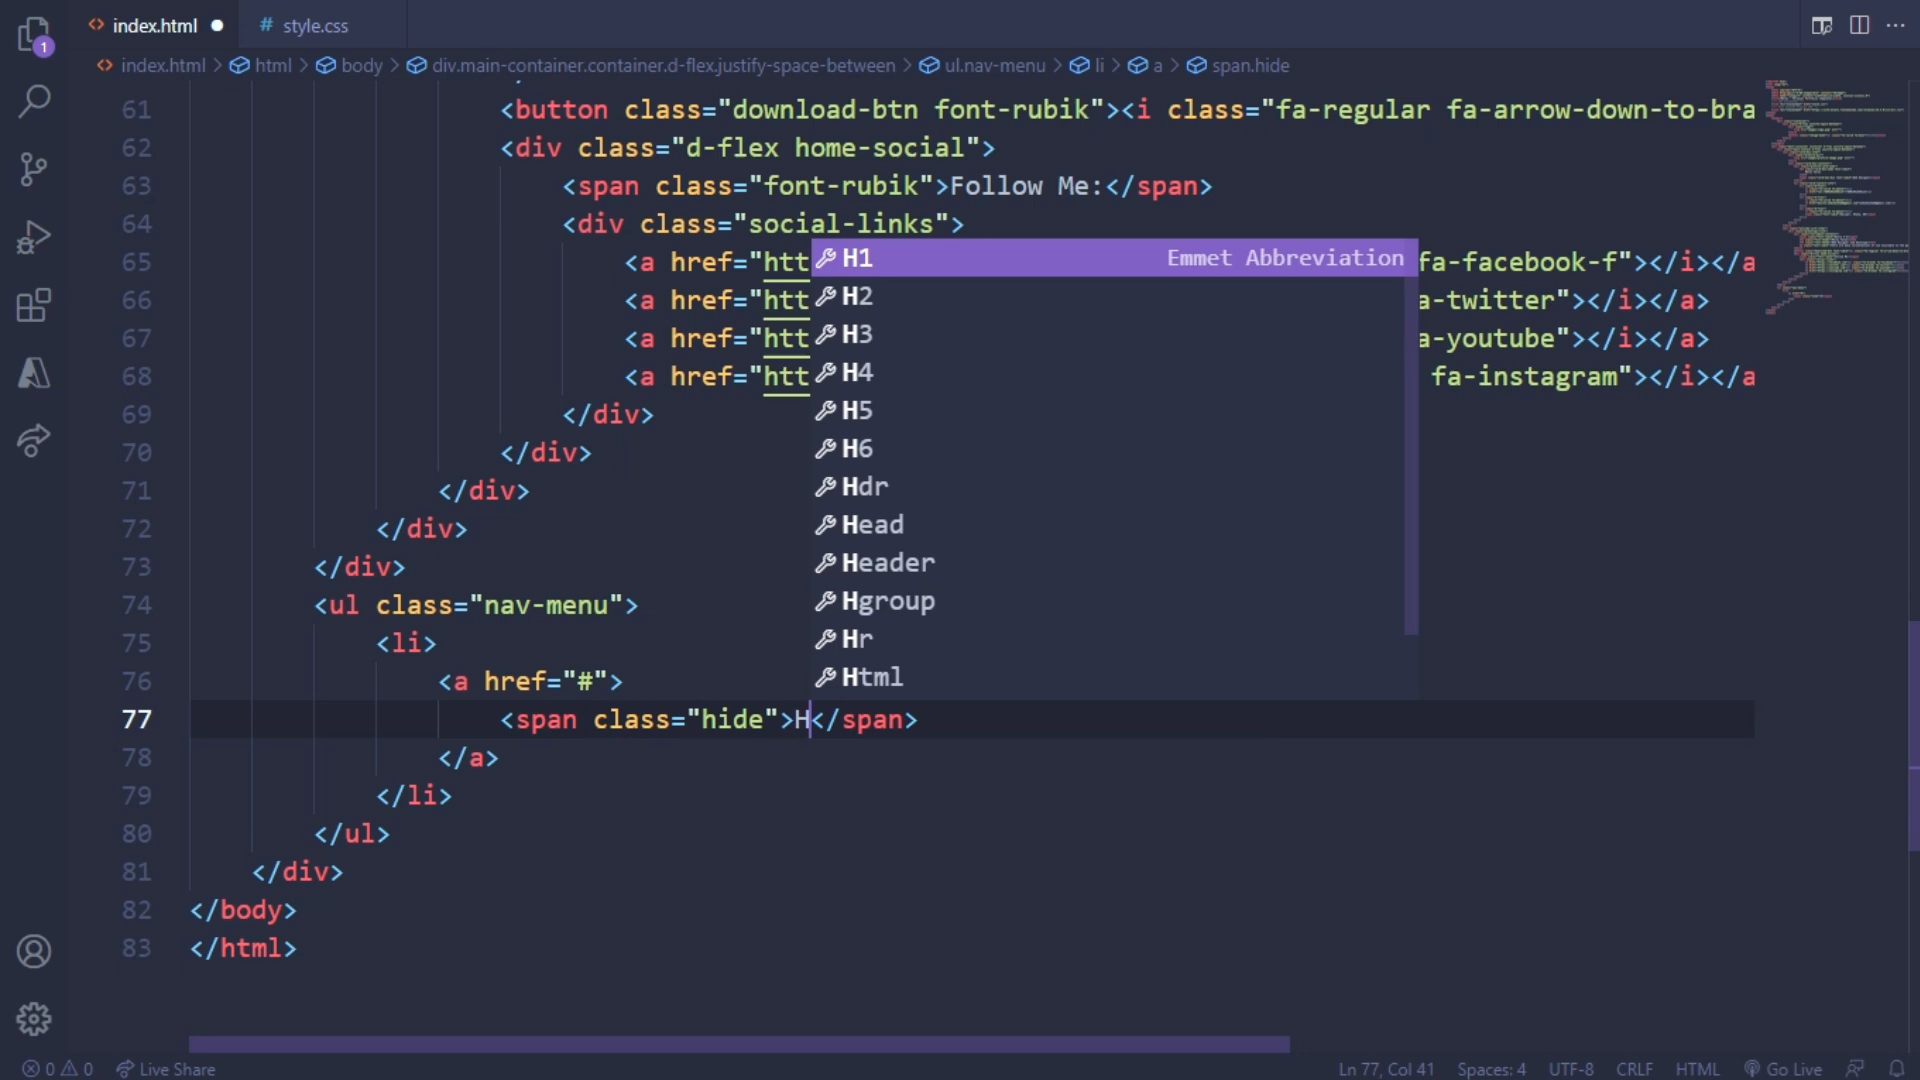 index.html
# style.css
1
index.html > html > body > div.main-container.container.d-flex.justify-space-between > ul.nav-menu > li > a > span.hide
61 <button class="download-btn font-rubik"><i class="fa-regular fa-arrow-down-to-bra
62 <div class="d-flex home-social">
63 <span class="font-rubik">Follow Me:</span>
64 <div class="social-links">
65 <a href="htt fa-facebook-f"></i></a
66 <a href="htt a-twitter"></i></a>
67 <a href="htt a-youtube"></i></a>
68 <a href="htt fa-instagram"></i></a
69 </div>
70 </div>
71 </div>
72 </div>
73 </div>
74 <ul class="nav-menu">
75 <li>
76 <a href="#">
77 <span class="hide">H</span>
78 </a>
79 </li>
80 </ul>
81 </div>
82 </body>
83 </html>
H1 Emmet Abbreviation
H2
H3
H4
H5
H6
Hdr
Head
Header
Hgroup
Hr
Html
0 0 Live Share Ln 77, Col 41 Spaces: 4 UTF-8 CRLF HTML Go Live